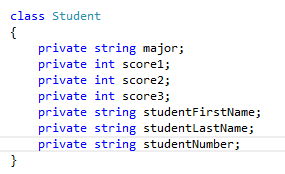 class Student
{
    private string major;
    private int score1;
    private int score2;
    private int score3;
    private string studentFirstName;
    private string studentLastName;
    private string studentNumber;
}